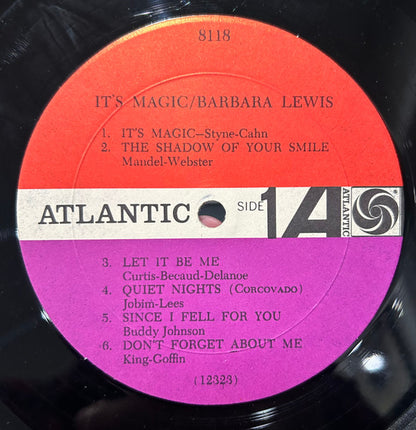 8118
IT'S MAGIC/BARBARA LEWIS
1. IT'S MAGIC—Styne-Cahn
2. THE SHADOW OF YOUR SMILE
Mandel-Webster
ATLANTIC SIDE 1A ATLANTIC
3. LET IT BE ME
Curtis-Becaud-Delanoe
4. QUIET NIGHTS (CORCOVADO)
Jobim-Lees
5. SINCE I FELL FOR YOU
Buddy Johnson
6. DON'T FORGET ABOUT ME
King-Goffin
(12323)